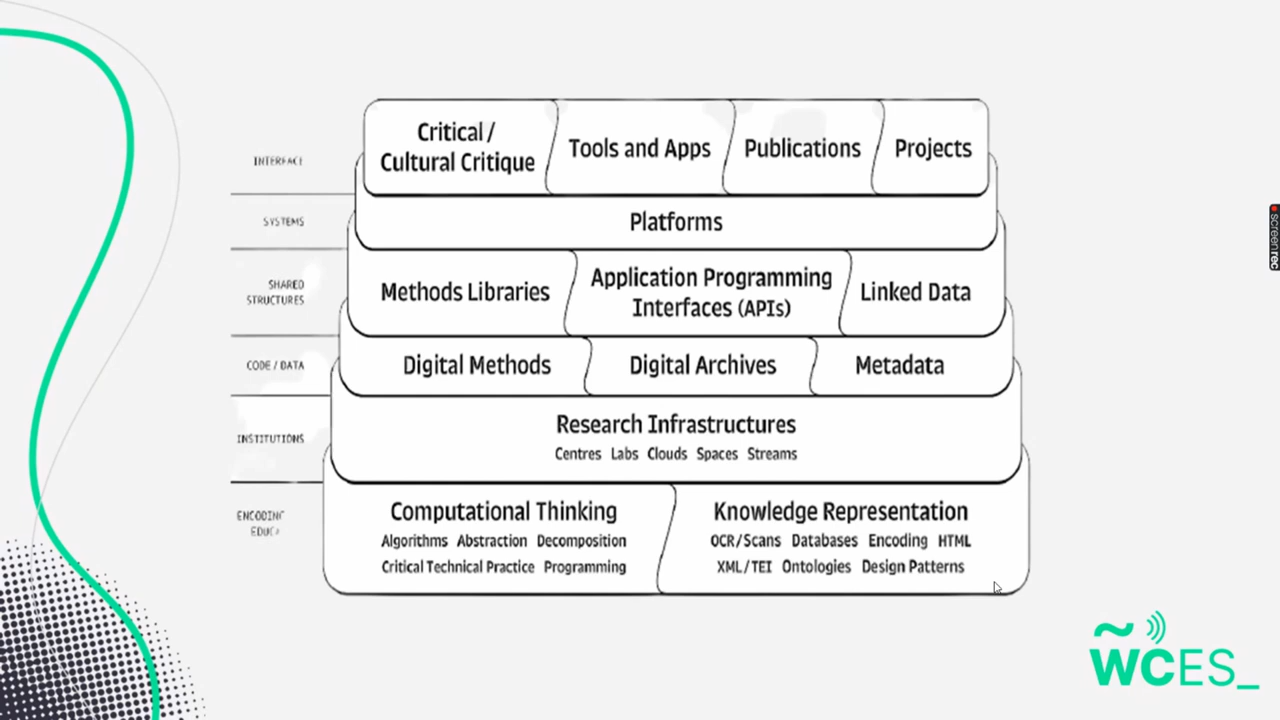 Critical /
Cultural Critique
Tools and Apps
Publications
Projects
INTERFACE
SYSTEMS
Platforms
SHARED
STRUCTURES
Methods Libraries
Application Programming
Interfaces (APIs)
Linked Data
CODE / DATA
Digital Methods
Digital Archives
Metadata
INSTITUTIONS
Research Infrastructures
Centres Labs Clouds Spaces Streams
ENCODING
Computational Thinking
Algorithms Abstraction Decomposition
Critical Technical Practice Programming
Knowledge Representation
OCR/Scans Databases Encoding HTML
XML/TEI Ontologies Design Patterns
WCES_
screenrec